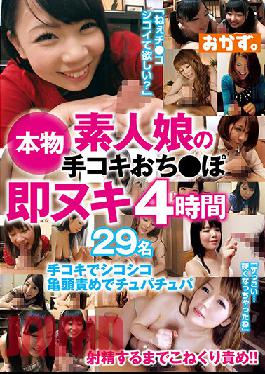 「ねぇチ●コ
シコイて欲しい?」
おかず。
本物
素人娘の
手コキおち●ぽ
即ヌキ4時間
29名
手コキでシコシコ
亀頭責めでチュパチュパ
射精するまでこねくり責め!!